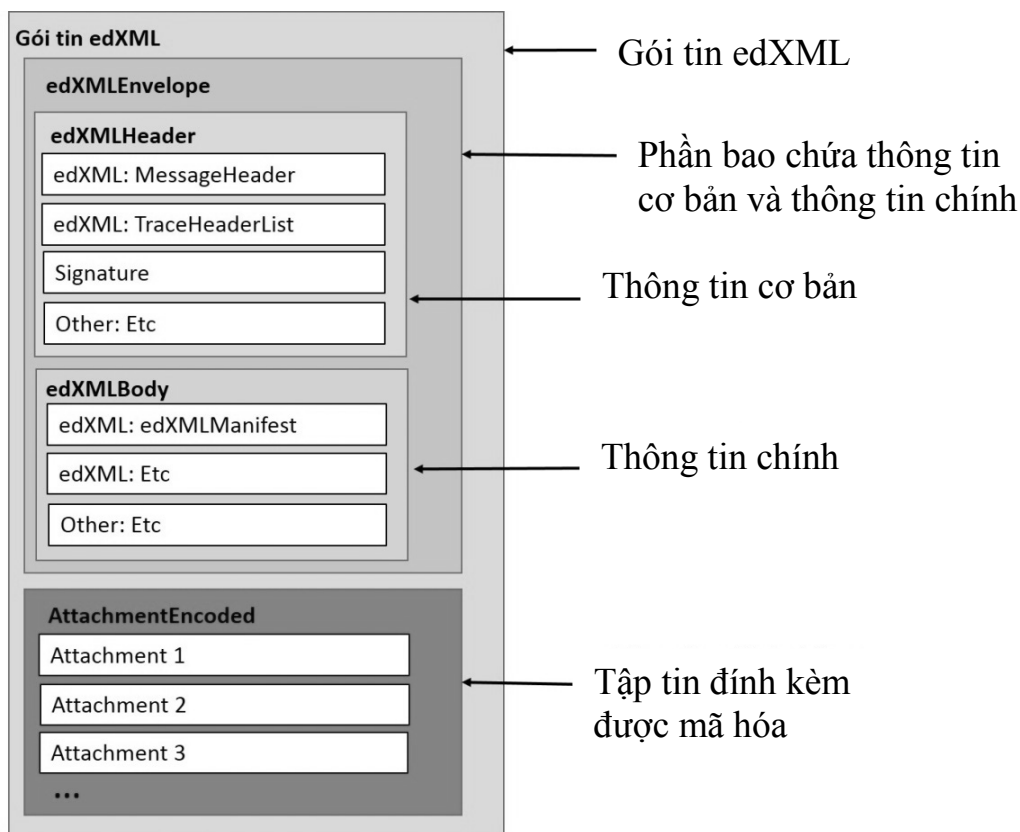 Gói tin edXML
edXMLEnvelope
edXMLHeader
edXML: MessageHeader
edXML: TraceHeaderList
Signature
Other: Etc
edXMLBody
edXML: edXMLManifest
edXML: Etc
Other: Etc
AttachmentEncoded
Attachment 1
Attachment 2
Attachment 3
...
Gói tin edXML
Phần bao chứa thông tin
cơ bản và thông tin chính
Thông tin cơ bản
Thông tin chính
Tập tin đính kèm
được mã hóa